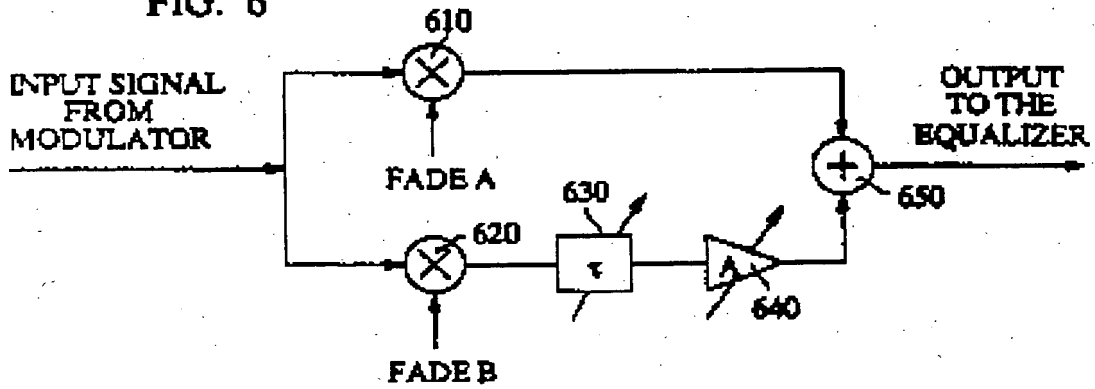 FIG. 6
610
INPUT SIGNAL
FROM
MODULATOR
OUTPUT
TO THE
EQUALIZER
FADE A
+
650
630
620
τ
A
640
FADE B